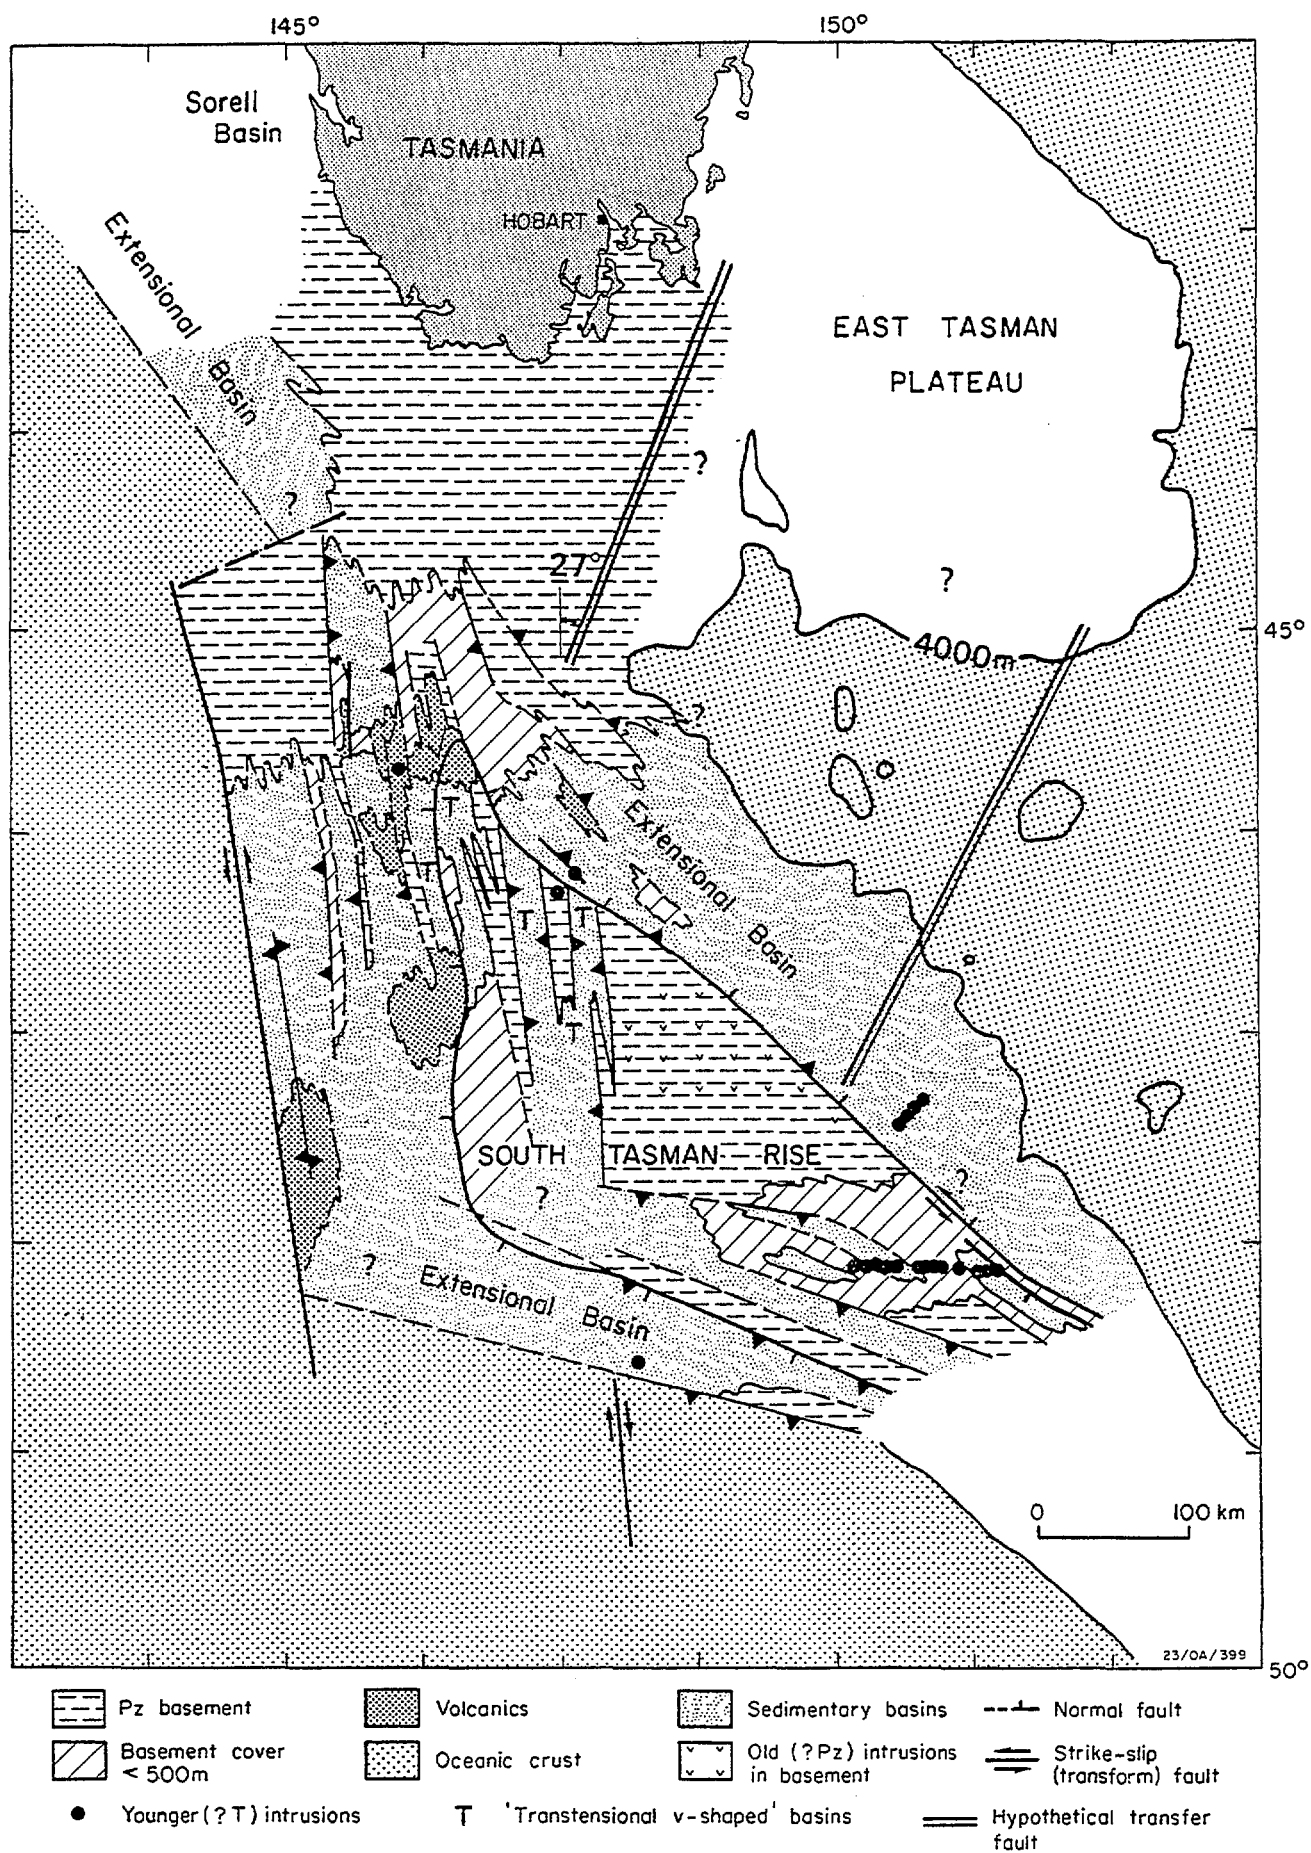 145°
150°
Sorell
Basin
TASMANIA
HOBART
Extensional
Basin
?
EAST TASMAN
PLATEAU
?
27°
?
4000m
45°
?
T
T
T
T
T
Extensional
Basin
SOUTH TASMAN RISE
?
?
?
Extensional Basin
0 100 km
23/OA/399
50°
Pz basement
Volcanics
Sedimentary basins
Normal fault
Basement cover
< 500m
Oceanic crust
Old (?Pz) intrusions
in basement
Strike-slip
(transform) fault
Younger (?T) intrusions
T 'Transtensional v-shaped' basins
Hypothetical transfer
fault